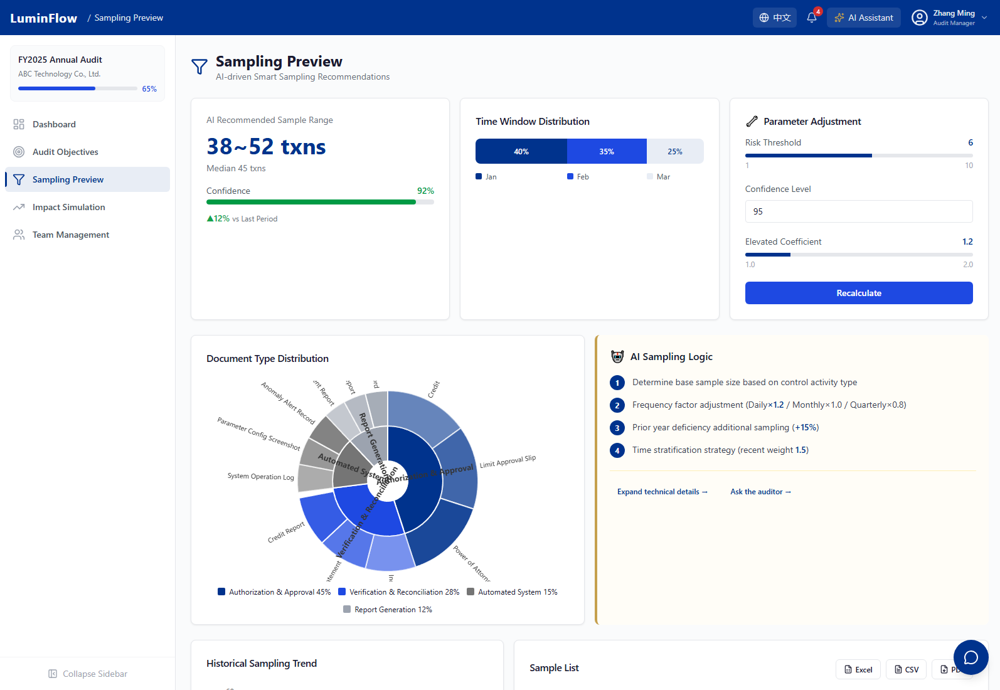 LuminFlow / Sampling Preview
中文
4
AI Assistant
Zhang Ming
Audit Manager
FY2025 Annual Audit
ABC Technology Co., Ltd.
65%
Dashboard
Audit Objectives
Sampling Preview
Impact Simulation
Team Management
Collapse Sidebar
Sampling Preview
AI-driven Smart Sampling Recommendations
AI Recommended Sample Range
38~52 txns
Median 45 txns
Confidence 92%
▲12% vs Last Period
Time Window Distribution
40% 35% 25%
Jan Feb Mar
Parameter Adjustment
Risk Threshold 6
1 10
Confidence Level
95
Elevated Coefficient 1.2
1.0 2.0
Recalculate
Document Type Distribution
Credit
Limit Approval Slip
Power of Attorne
In
atement
Credit Report
System Operation Log
Parameter Config Screenshot
Anomaly Alert Record
ent Report
port
ord
Authorization & Approval
Verification & Reconciliation
Automated System
Report Generation
Authorization & Approval 45% Verification & Reconciliation 28% Automated System 15%
Report Generation 12%
AI Sampling Logic
1 Determine base sample size based on control activity type
2 Frequency factor adjustment (Daily×1.2 / Monthly×1.0 / Quarterly×0.8)
3 Prior year deficiency additional sampling (+15%)
4 Time stratification strategy (recent weight 1.5)
Expand technical details → Ask the auditor →
Historical Sampling Trend
Sample List
Excel CSV PD